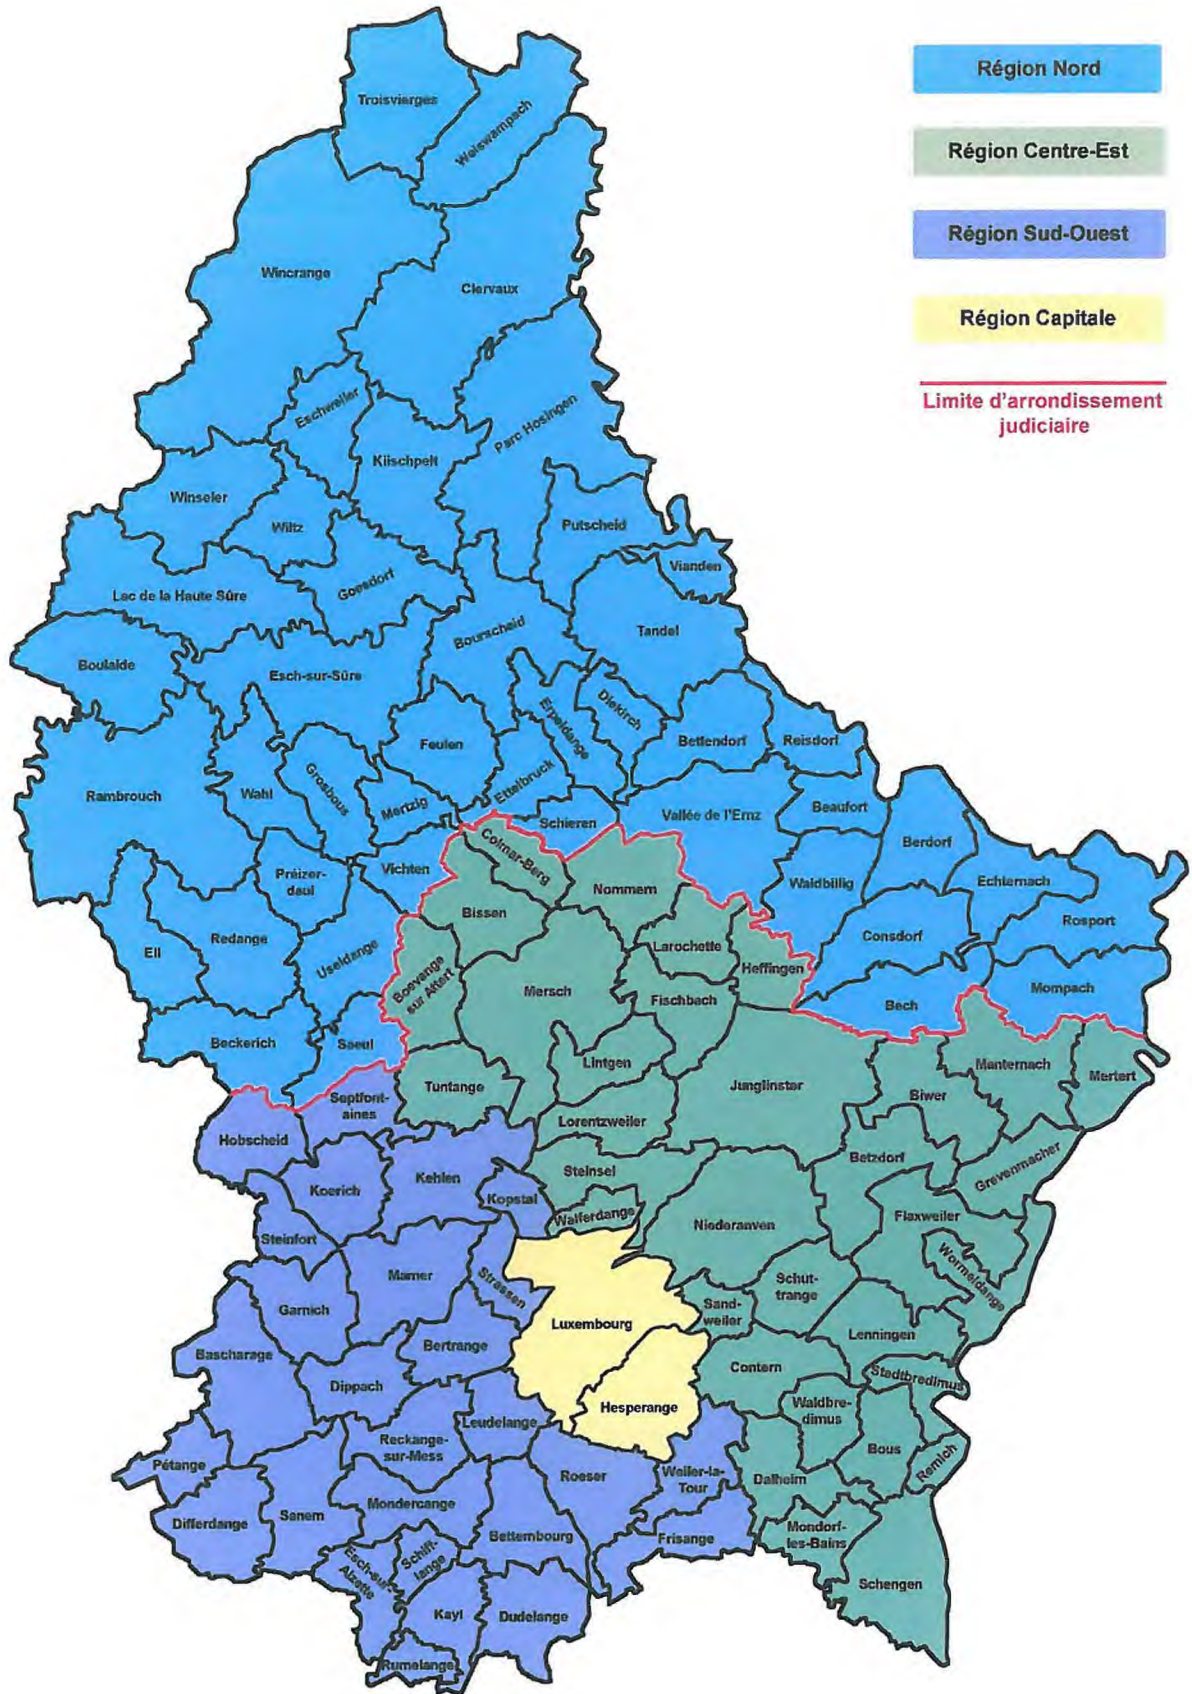 Région Nord
Région Centre-Est
Région Sud-Ouest
Région Capitale
Limite d'arrondissement
judiciaire
Troisvierges
Weiswampach
Wincrange
Clervaux
Eschweiler
Parc Hosingen
Kiischpelt
Winseler
Wiltz
Putscheid
Vianden
Lac de la Haute Sûre
Goesdorf
Bourscheid
Tandel
Boulaide
Esch-sur-Sûre
Diekirch
Erpeldange
Feulen
Bettendorf
Reisdorf
Ettelbruck
Rambrouch
Wahl
Grosbous
Mertzig
Schieren
Vallée de l'Ernz
Beaufort
Berdorf
Colmar-Berg
Vichten
Préizer-
daul
Nommern
Waldbillig
Echternach
Bissen
Rosport
Ell
Redange
Useldange
Larochette
Consdorf
Heffingen
Boevange
sur Attert
Mersch
Fischbach
Bech
Mompach
Beckerich
Saeul
Lintgen
Manternach
Mertert
Tuntange
Junglinster
Biwer
Septfont-
aines
Lorentzweiler
Hobscheid
Betzdorf
Grevenmacher
Steinsel
Kehlen
Koerich
Kopstal
Walferdange
Niederanven
Flaxweiler
Steinfort
Wormeldange
Mamer
Strassen
Schut-
trange
Garnich
Sand-
weiler
Luxembourg
Lenningen
Bertrange
Bascharage
Contern
Stadtbredimus
Dippach
Hesperange
Waldbre-
dimus
Leudelange
Reckange-
sur-Mess
Bous
Remich
Pétange
Roeser
Weiler-la-
Tour
Dalheim
Mondercange
Sanem
Differdange
Bettembourg
Frisange
Mondorf-
les-Bains
Schiff-
lange
Esch-sur-
Alzette
Schengen
Kayl
Dudelange
Rumelange